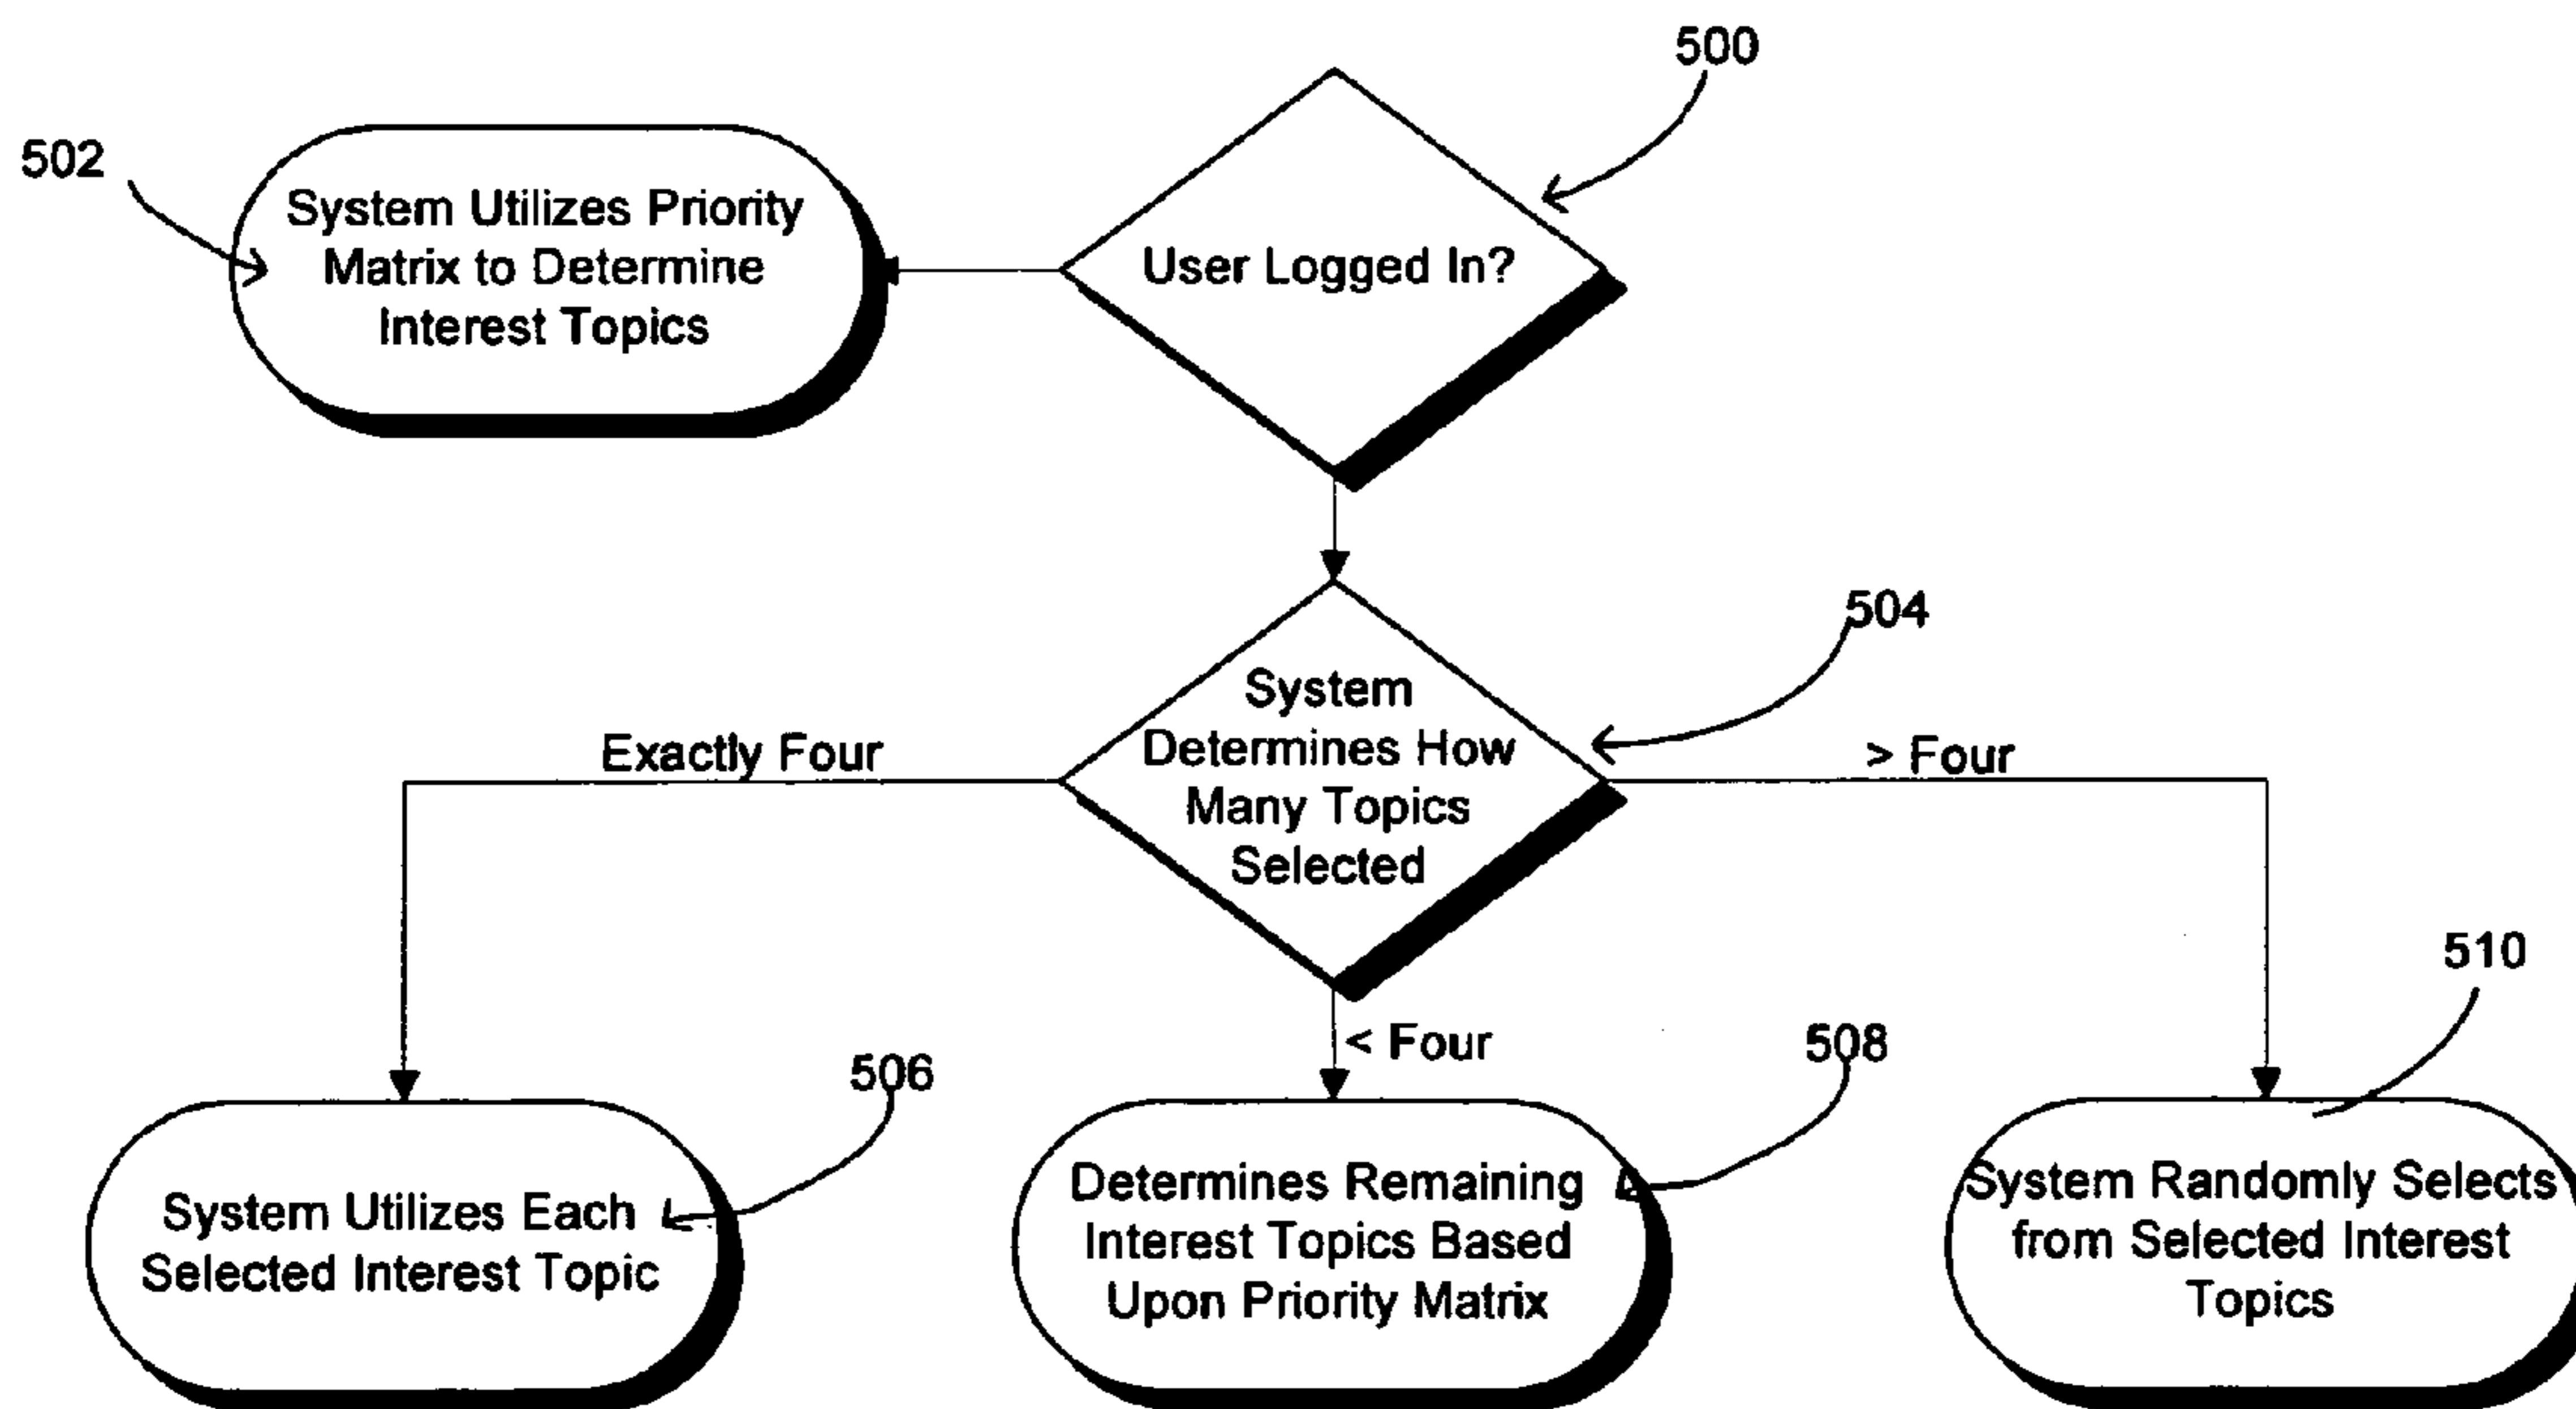 500
502
System Utilizes Priority
Matrix to Determine
Interest Topics
User Logged In?
504
System
Determines How
Many Topics
Selected
Exactly Four
> Four
< Four
506
508
510
System Utilizes Each
Selected Interest Topic
Determines Remaining
Interest Topics Based
Upon Priority Matrix
System Randomly Selects
from Selected Interest
Topics